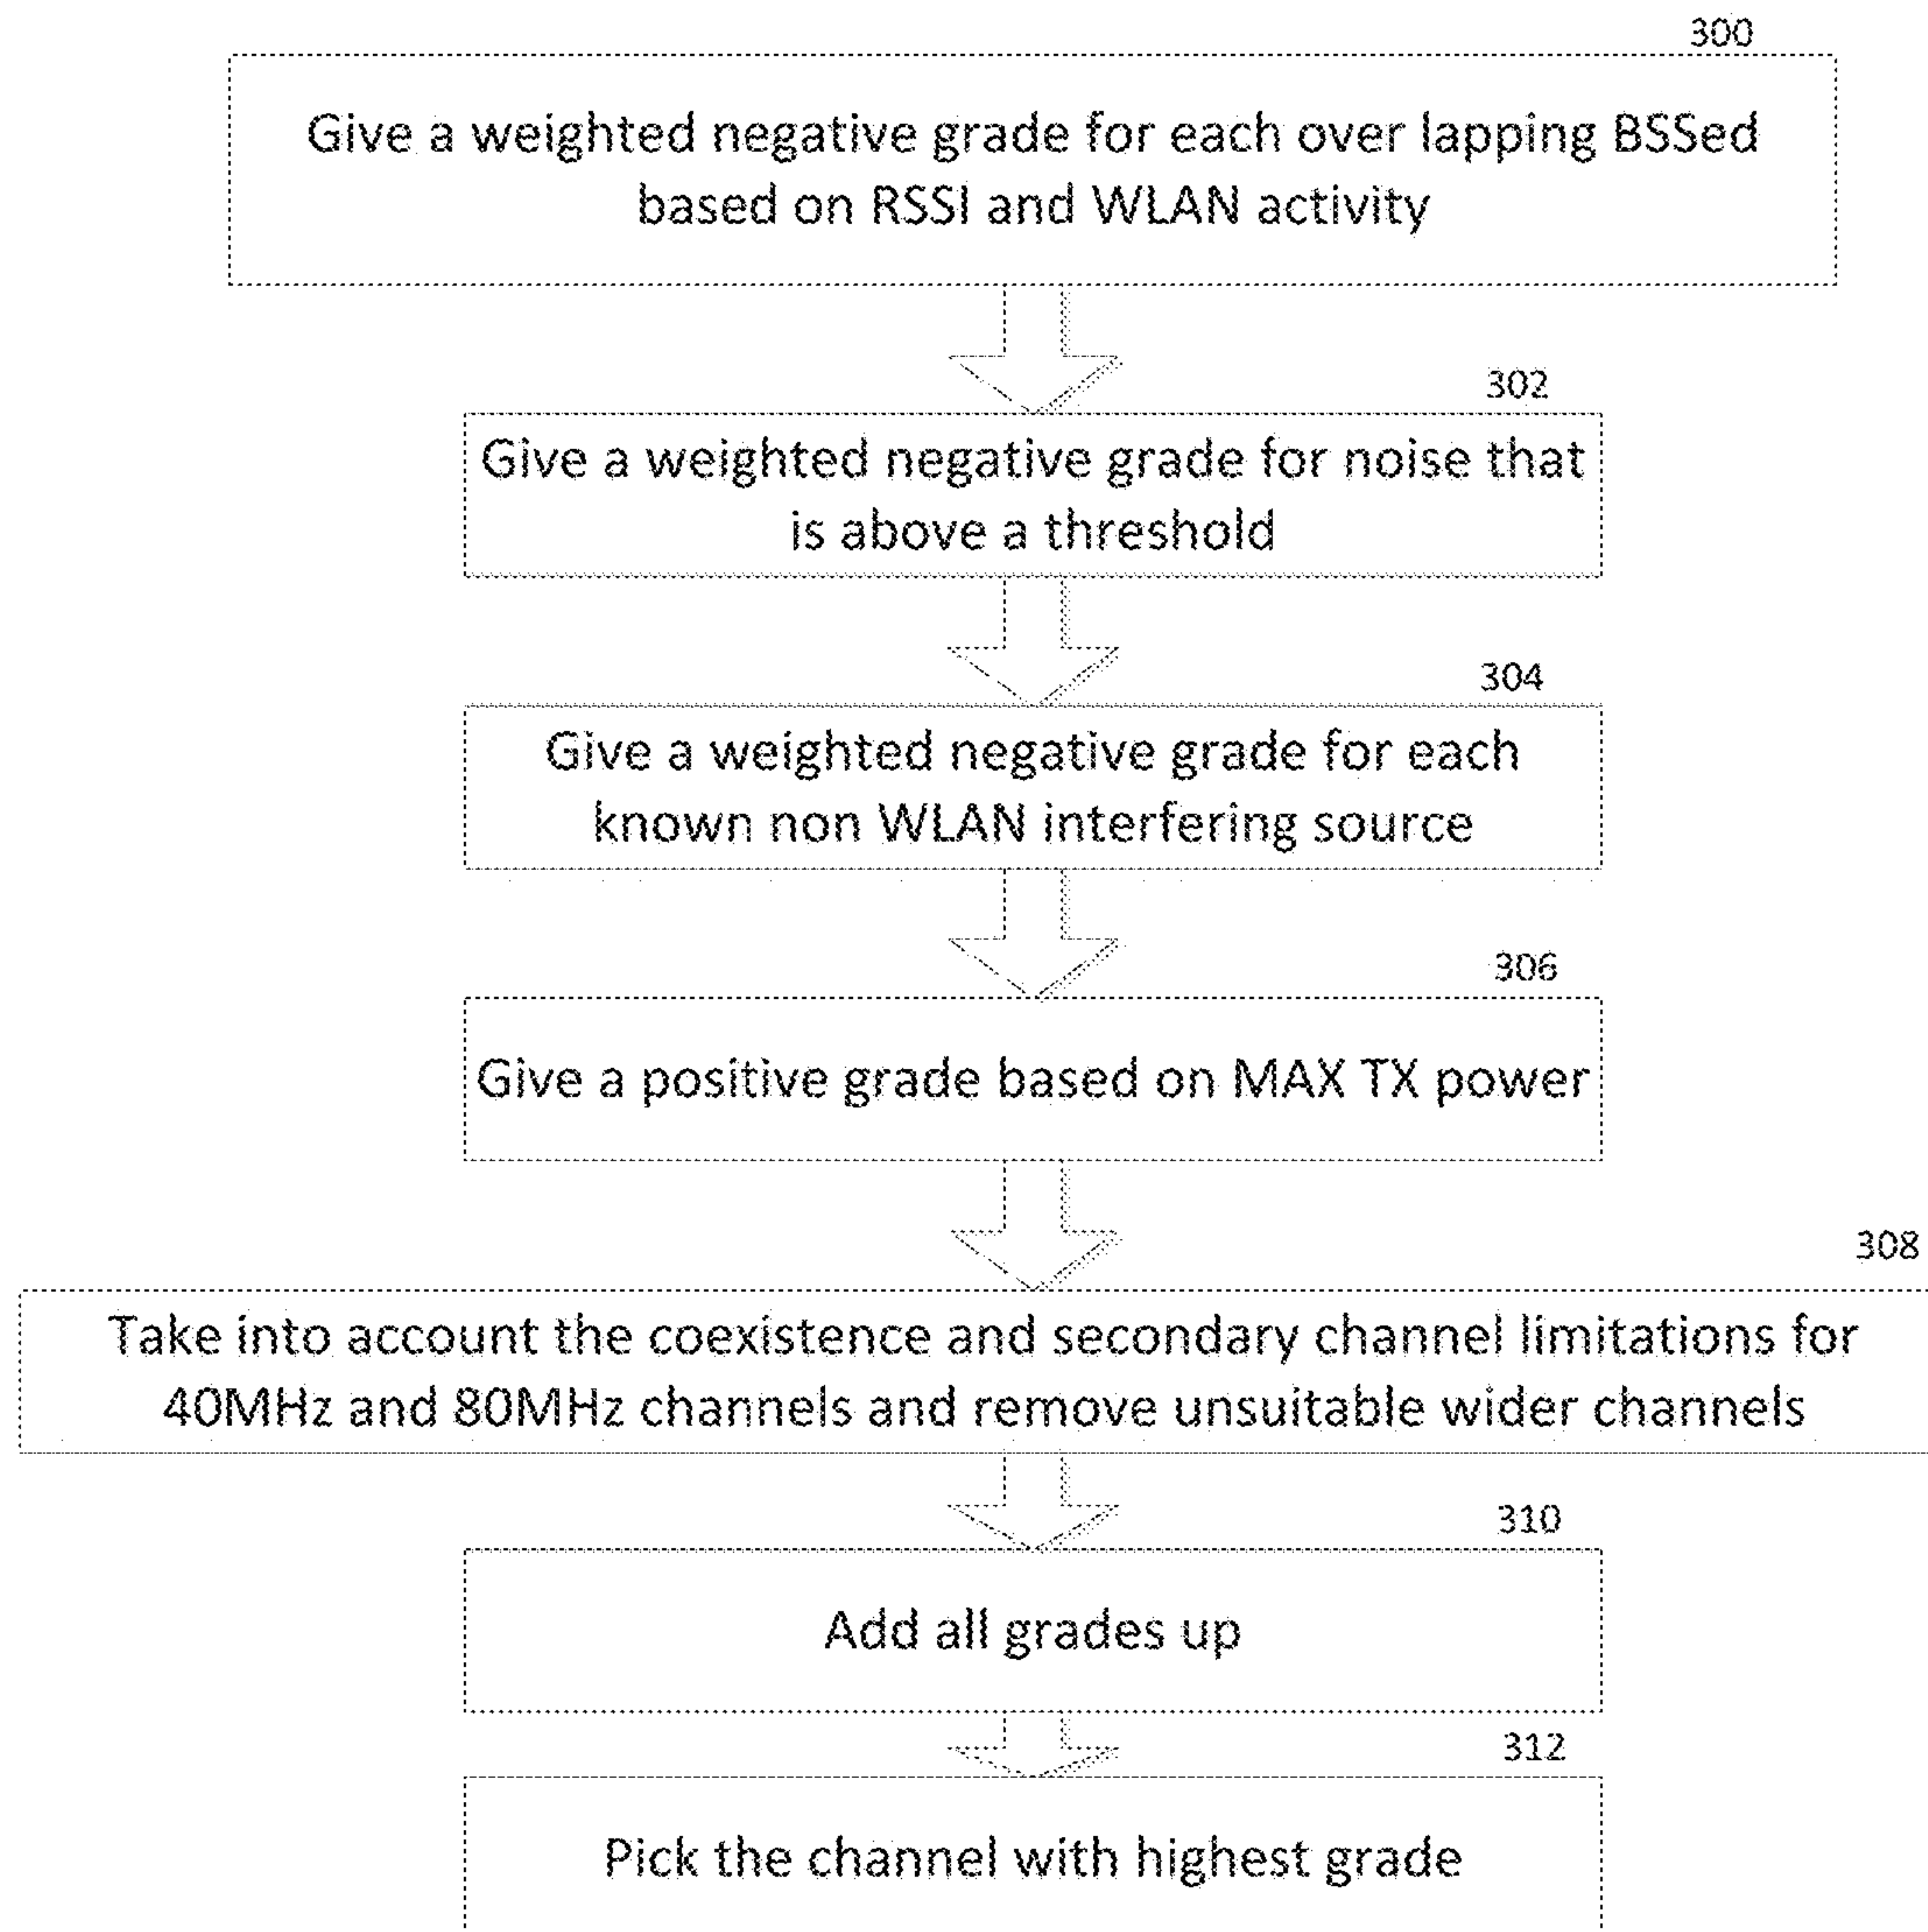 300
Give a weighted negative grade for each over lapping BSSed
based on RSSI and WLAN activity
302
Give a weighted negative grade for noise that
is above a threshold
304
Give a weighted negative grade for each
known non WLAN interfering source
306
Give a positive grade based on MAX TX power
308
Take into account the coexistence and secondary channel limitations for
40MHz and 80MHz channels and remove unsuitable wider channels
310
Add all grades up
312
Pick the channel with highest grade